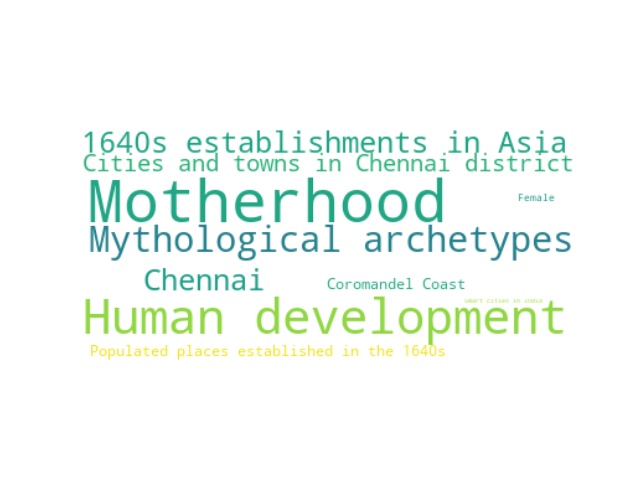 1640s establishments in Asia
Cities and towns in Chennai district
Motherhood
Female
Mythological archetypes
Chennai
Coromandel Coast
Smart cities in India
Human development
Populated places established in the 1640s